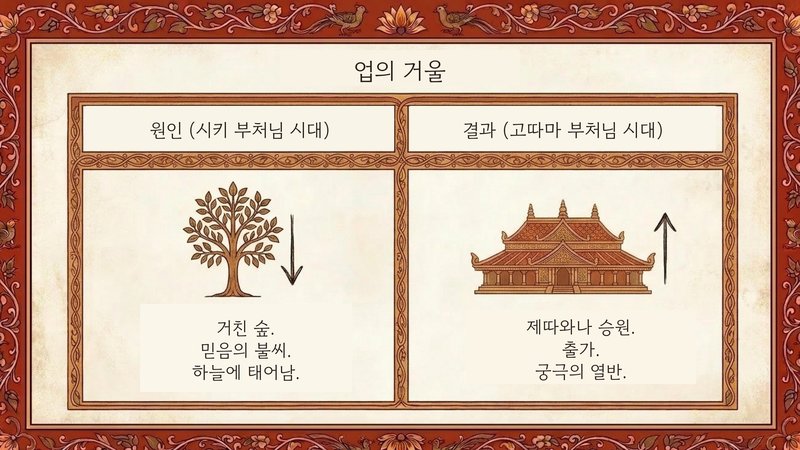 업의 거울
원인 (시키 부처님 시대)
결과 (고따마 부처님 시대)
거친 숲.
믿음의 불씨.
하늘에 태어남.
제따와나 승원.
출가.
궁극의 열반.